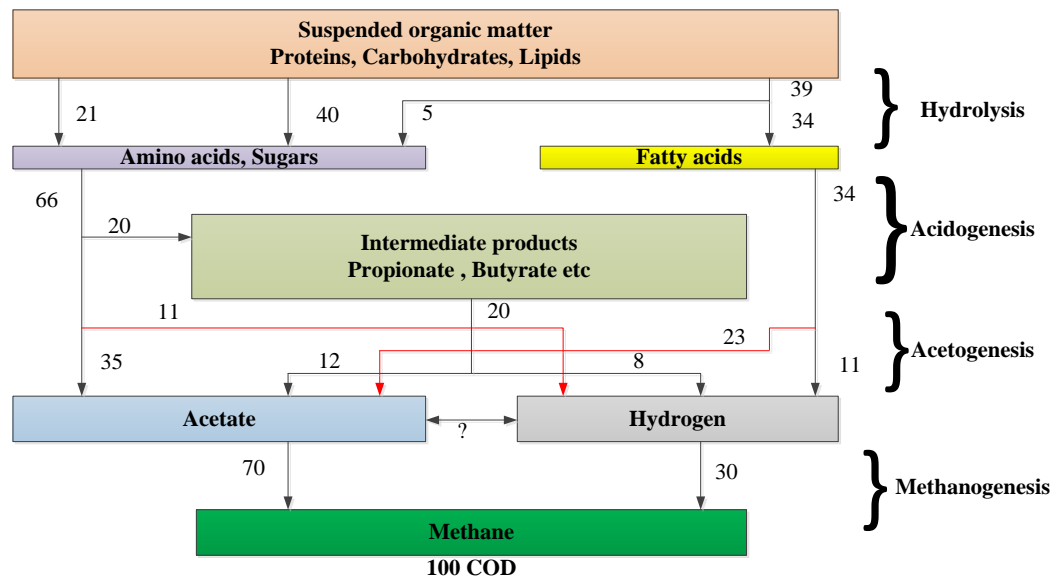 Suspended organic matter
Proteins, Carbohydrates, Lipids
39
21
40
5
34
Hydrolysis
Amino acids, Sugars
Fatty acids
66
34
20
Intermediate products
Propionate , Butyrate etc
Acidogenesis
11
20
23
35
12
8
11
Acetogenesis
Acetate
Hydrogen
?
70
30
Methanogenesis
Methane
100 COD